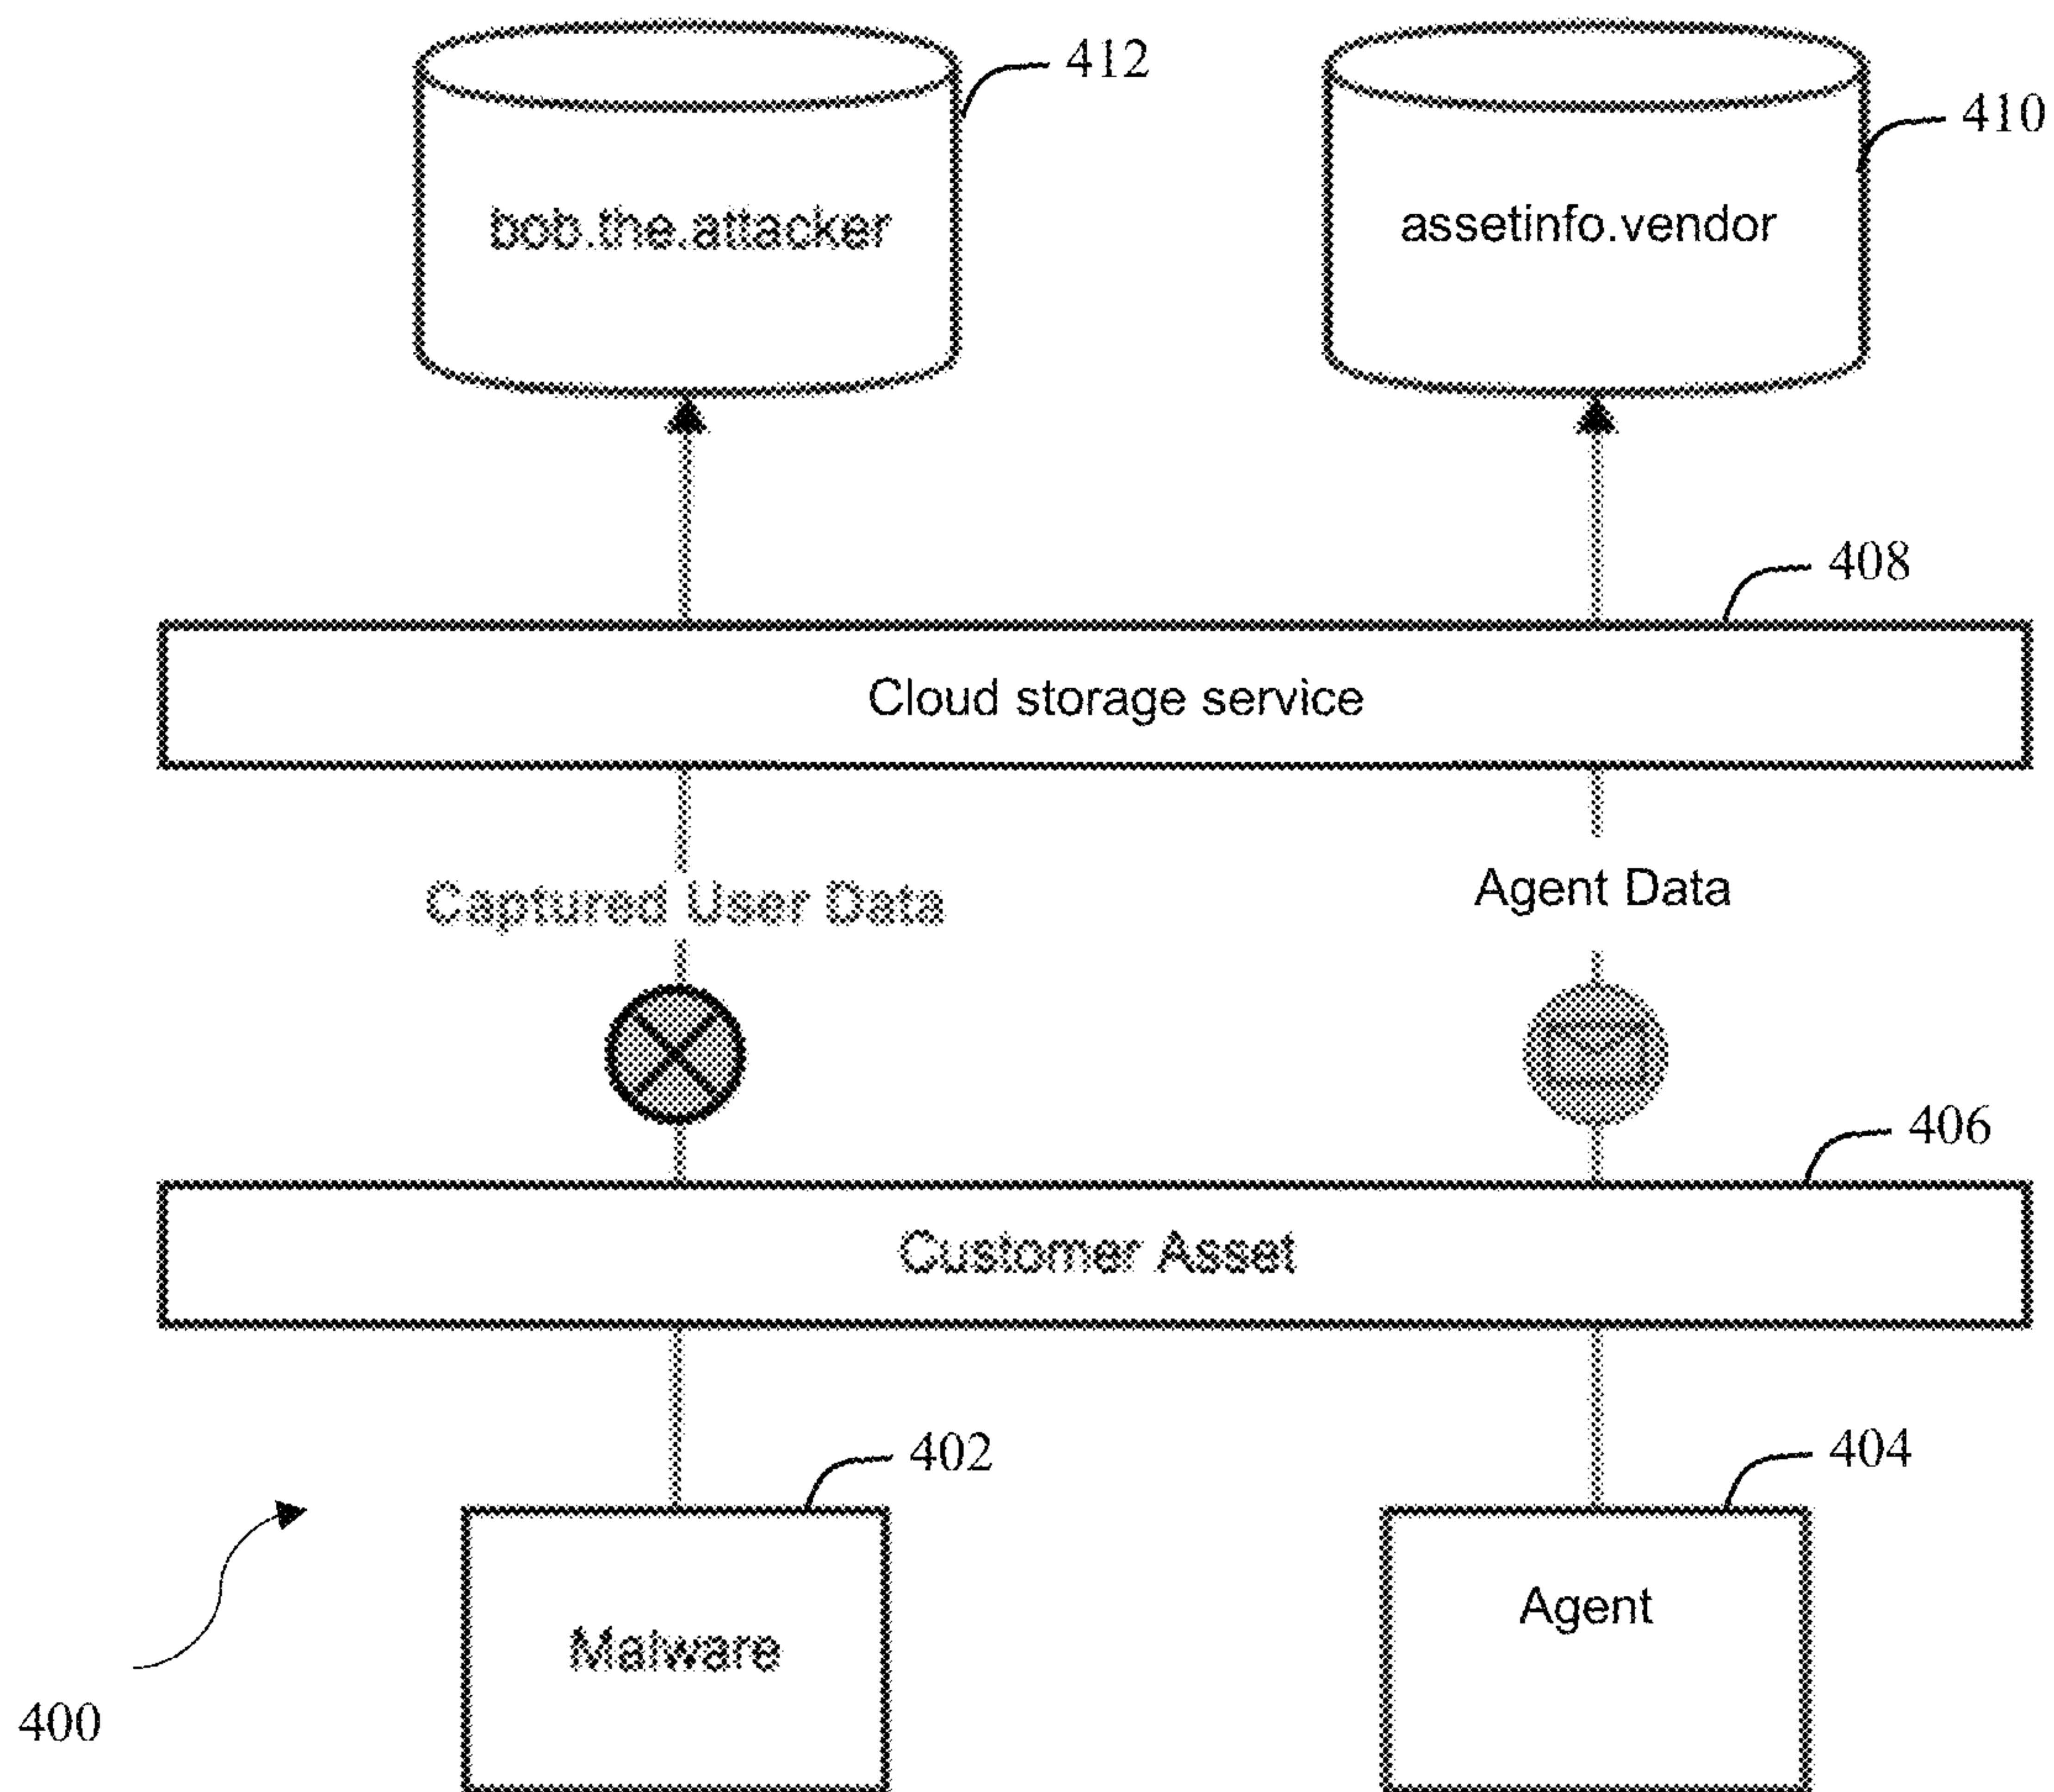 412
410
bob.the.attacker
assetinfo.vendor
408
Cloud storage service
Captured User Data
Agent Data
406
Customer Asset
402
404
Malware
Agent
400